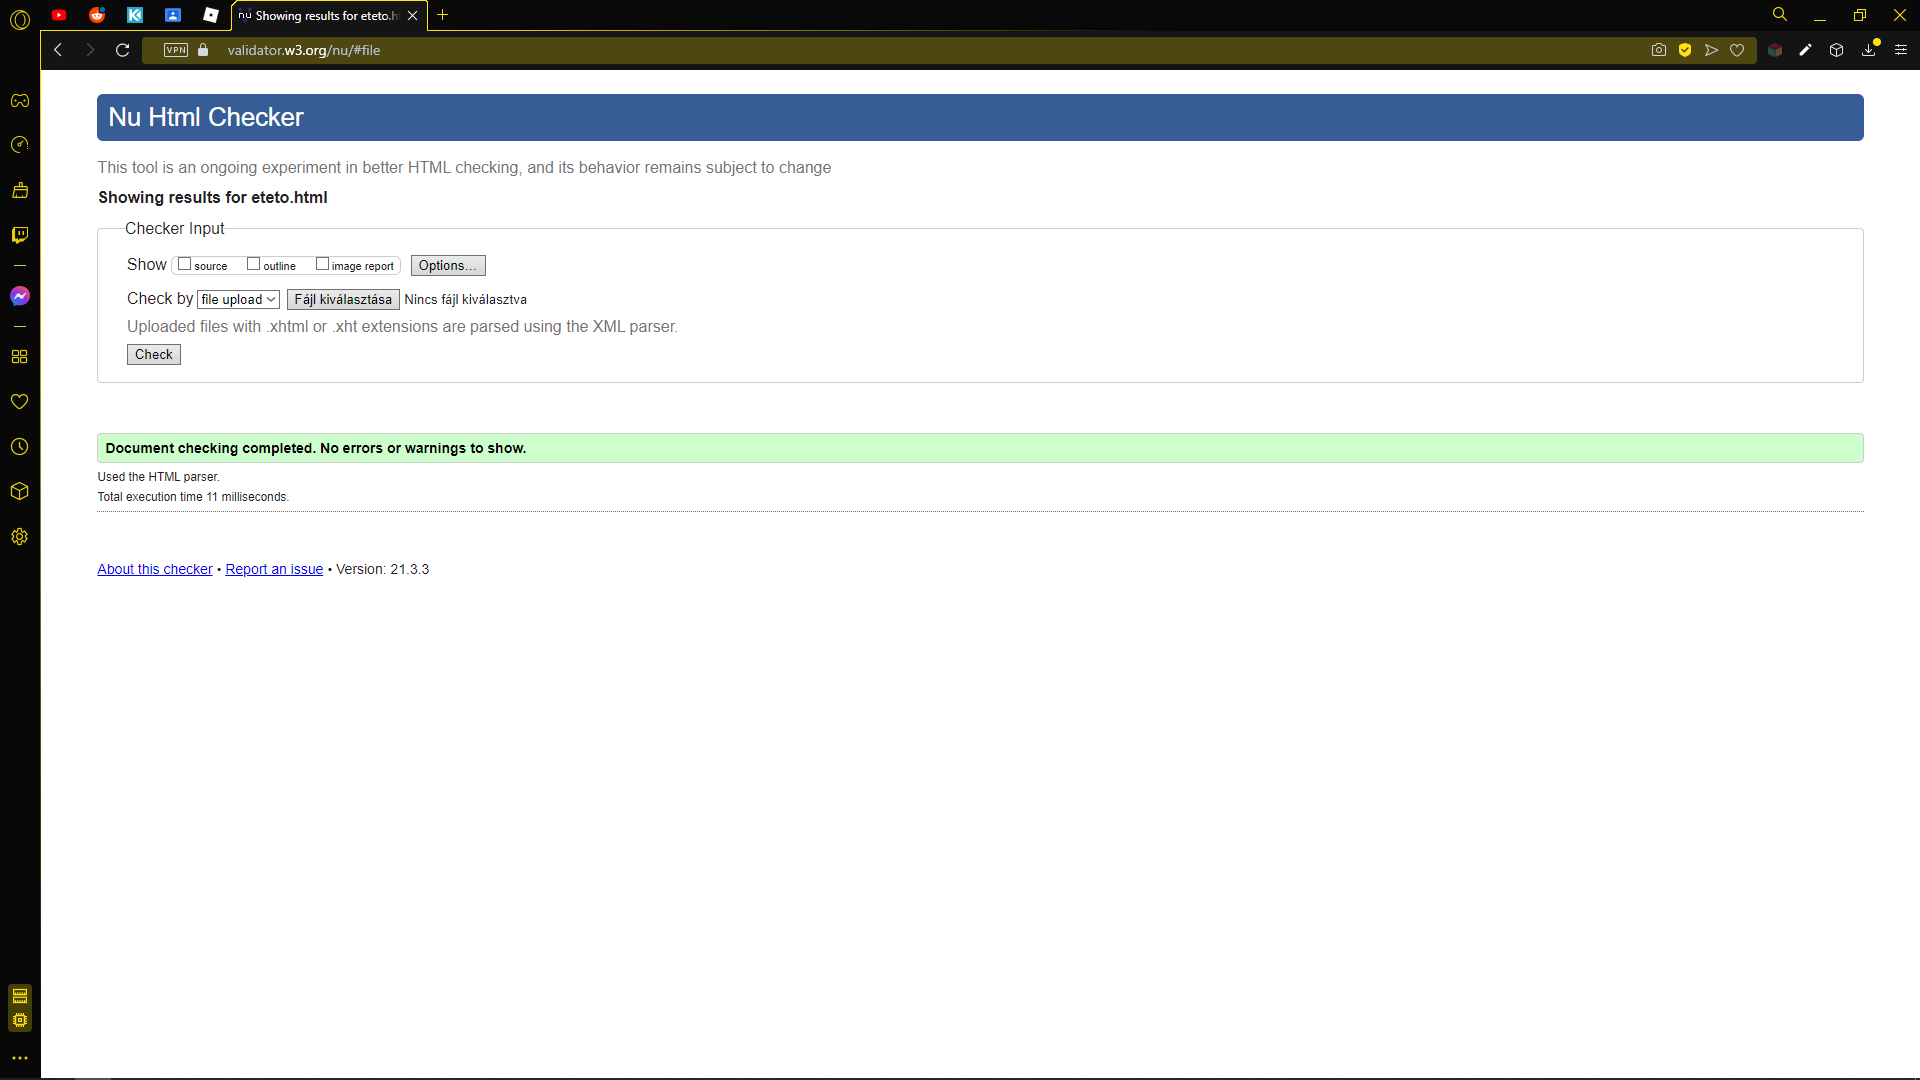 Showing results for eteto.h
VPN
validator.w3.org/nu/#file
Nu Html Checker
This tool is an ongoing experiment in better HTML checking, and its behavior remains subject to change
Showing results for eteto.html
Checker Input
Show source outline image report Options...
Check by file upload Fájl kiválasztása Nincs fájl kiválasztva
Uploaded files with .xhtml or .xht extensions are parsed using the XML parser.
Check
Document checking completed. No errors or warnings to show.
Used the HTML parser.
Total execution time 11 milliseconds.
About this checker • Report an issue • Version: 21.3.3